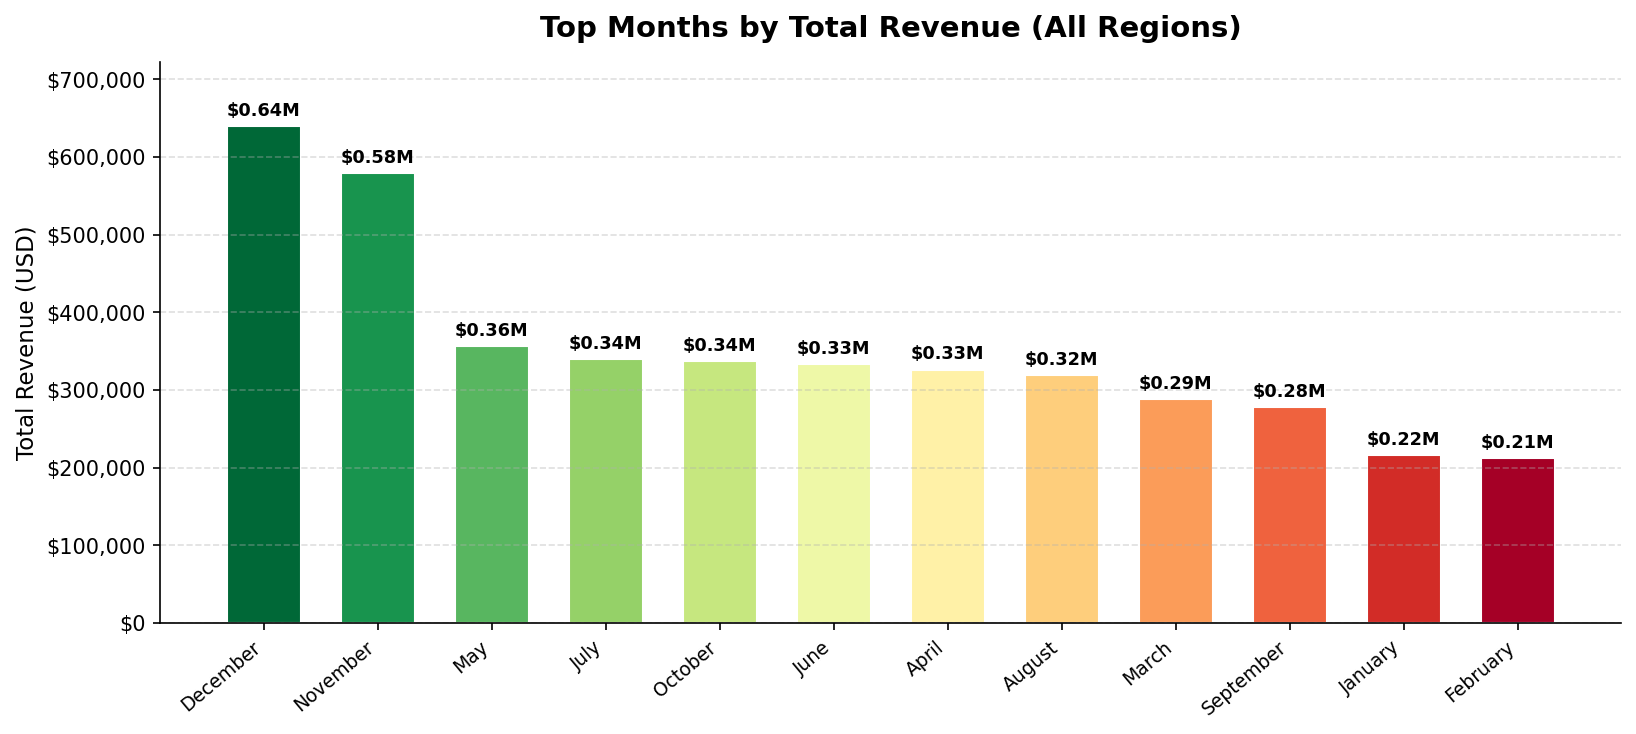 Top Months by Total Revenue (All Regions)
Total Revenue (USD)
$700,000
$600,000
$500,000
$400,000
$300,000
$200,000
$100,000
$0
$0.64M
$0.58M
$0.36M
$0.34M
$0.34M
$0.33M
$0.33M
$0.32M
$0.29M
$0.28M
$0.22M
$0.21M
December
November
May
July
October
June
April
August
March
September
January
February